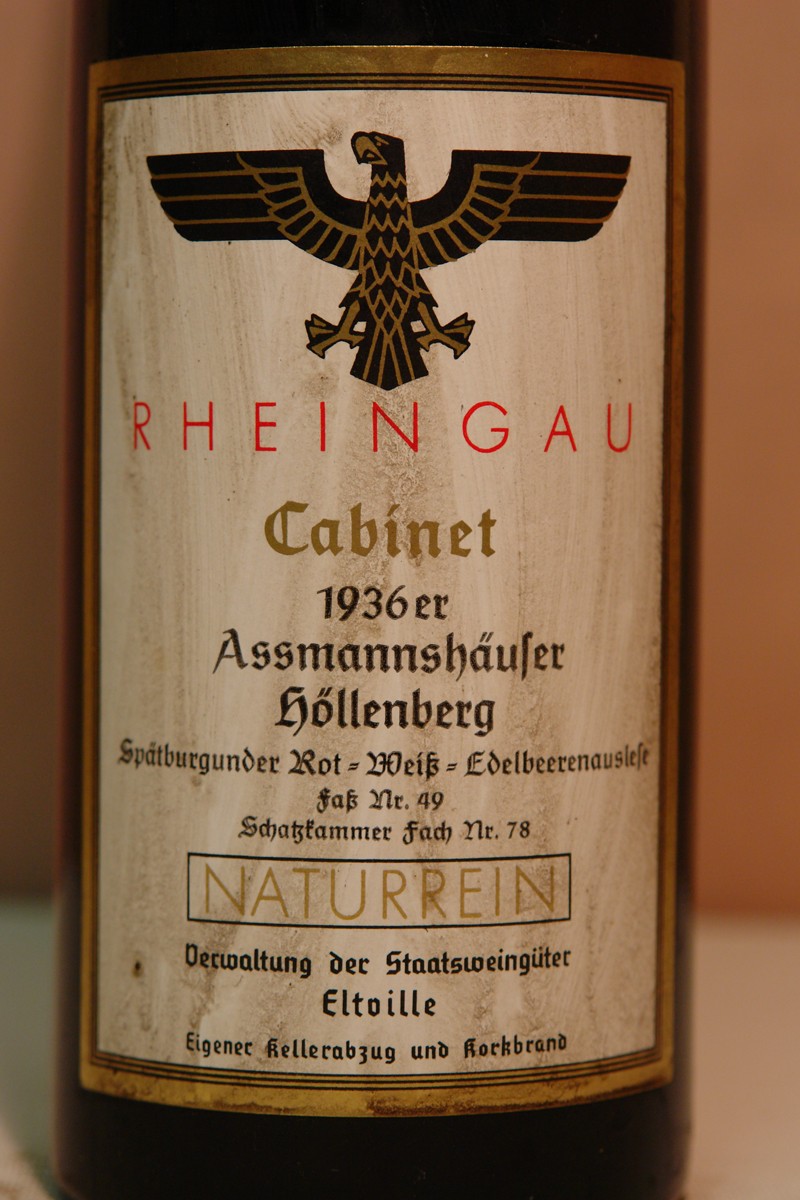 RHEINGAU
Cabinet
1936er
Assmannshäuſer
Höllenberg
Spätburgunder Rot-Weiß-Edelbeerenausleſe
Faß Nr. 49
Schatzkammer Fach Nr. 78
NATURREIN
Verwaltung der Staatsweingüter
Eltoille
Eigener Kellerabzug und Korkbrand